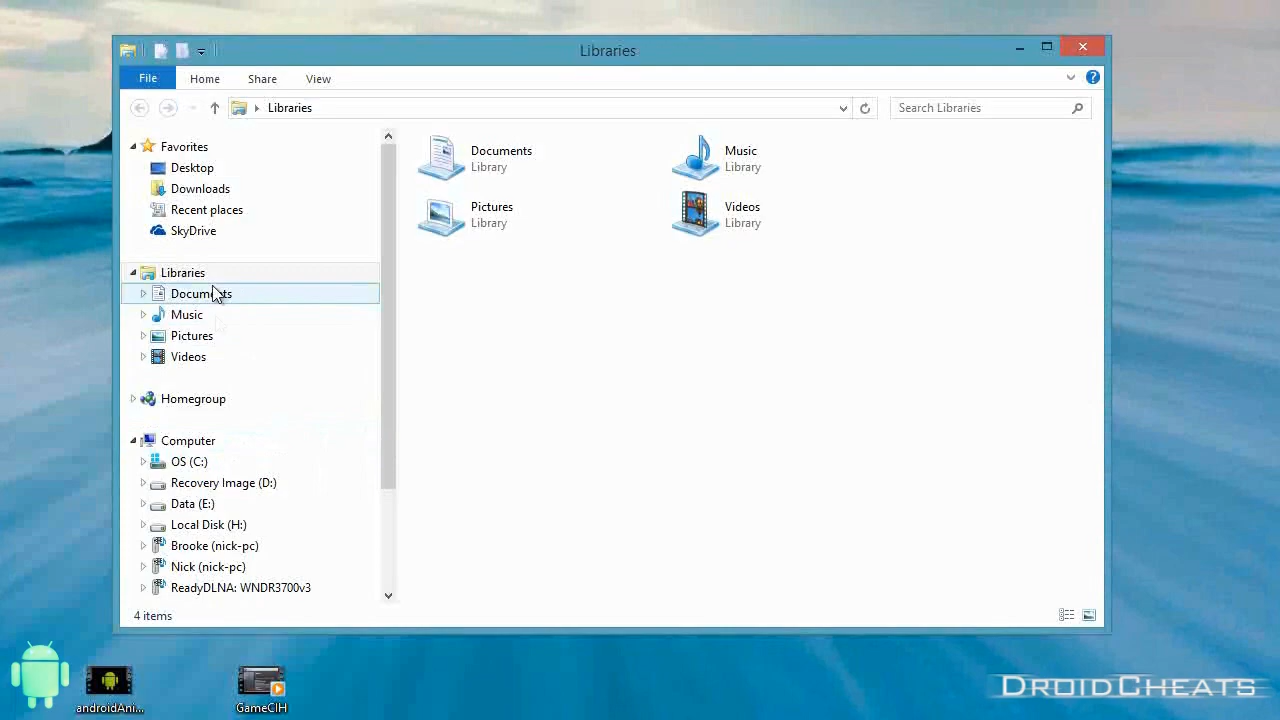 Libraries
File Home Share View
Libraries
Search Libraries
Favorites
Desktop
Downloads
Recent places
SkyDrive
Libraries
Documents
Music
Pictures
Videos
Homegroup
Computer
OS (C:)
Recovery Image (D:)
Data (E:)
Local Disk (H:)
Brooke (nick-pc)
Nick (nick-pc)
ReadyDLNA: WNDR3700v3
Documents
Library
Music
Library
Pictures
Library
Videos
Library
4 items
androidAni...
GameCIH
DROIDCHEATS